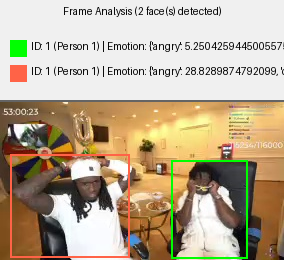 Frame Analysis (2 face(s) detected)
ID: 1 (Person 1) | Emotion: {'angry': 5.2504259445005575
ID: 1 (Person 1) | Emotion: {'angry': 28.8289874792099, 'd
53:00:23